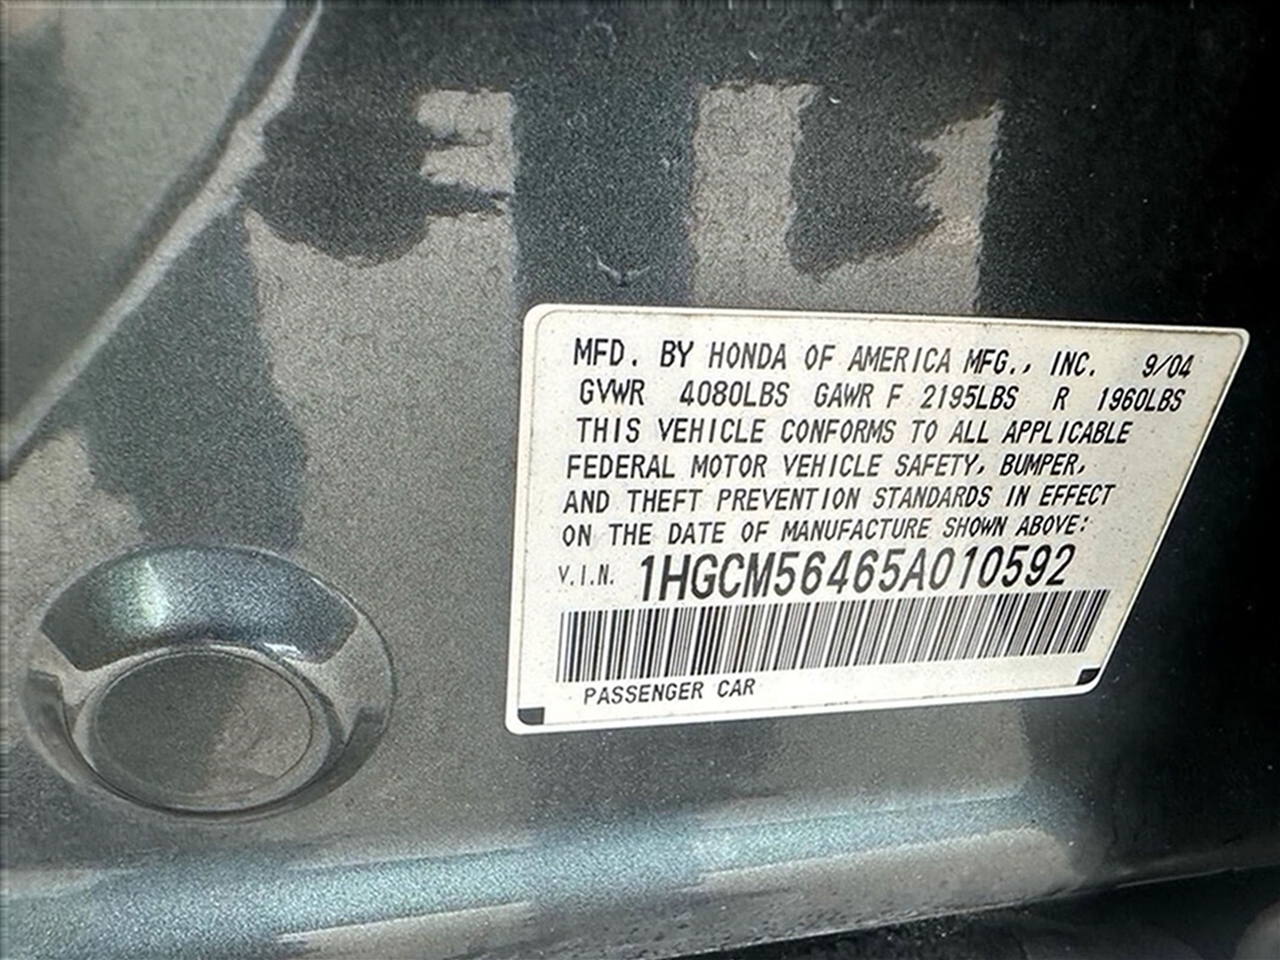 MFD. BY HONDA OF AMERICA MFG., INC. 9/04
GVWR 4080LBS GAWR F 2195LBS R 1960LBS
THIS VEHICLE CONFORMS TO ALL APPLICABLE
FEDERAL MOTOR VEHICLE SAFETY, BUMPER,
AND THEFT PREVENTION STANDARDS IN EFFECT
ON THE DATE OF MANUFACTURE SHOWN ABOVE:
V.I.N. 1HGCM56465A010592
PASSENGER CAR